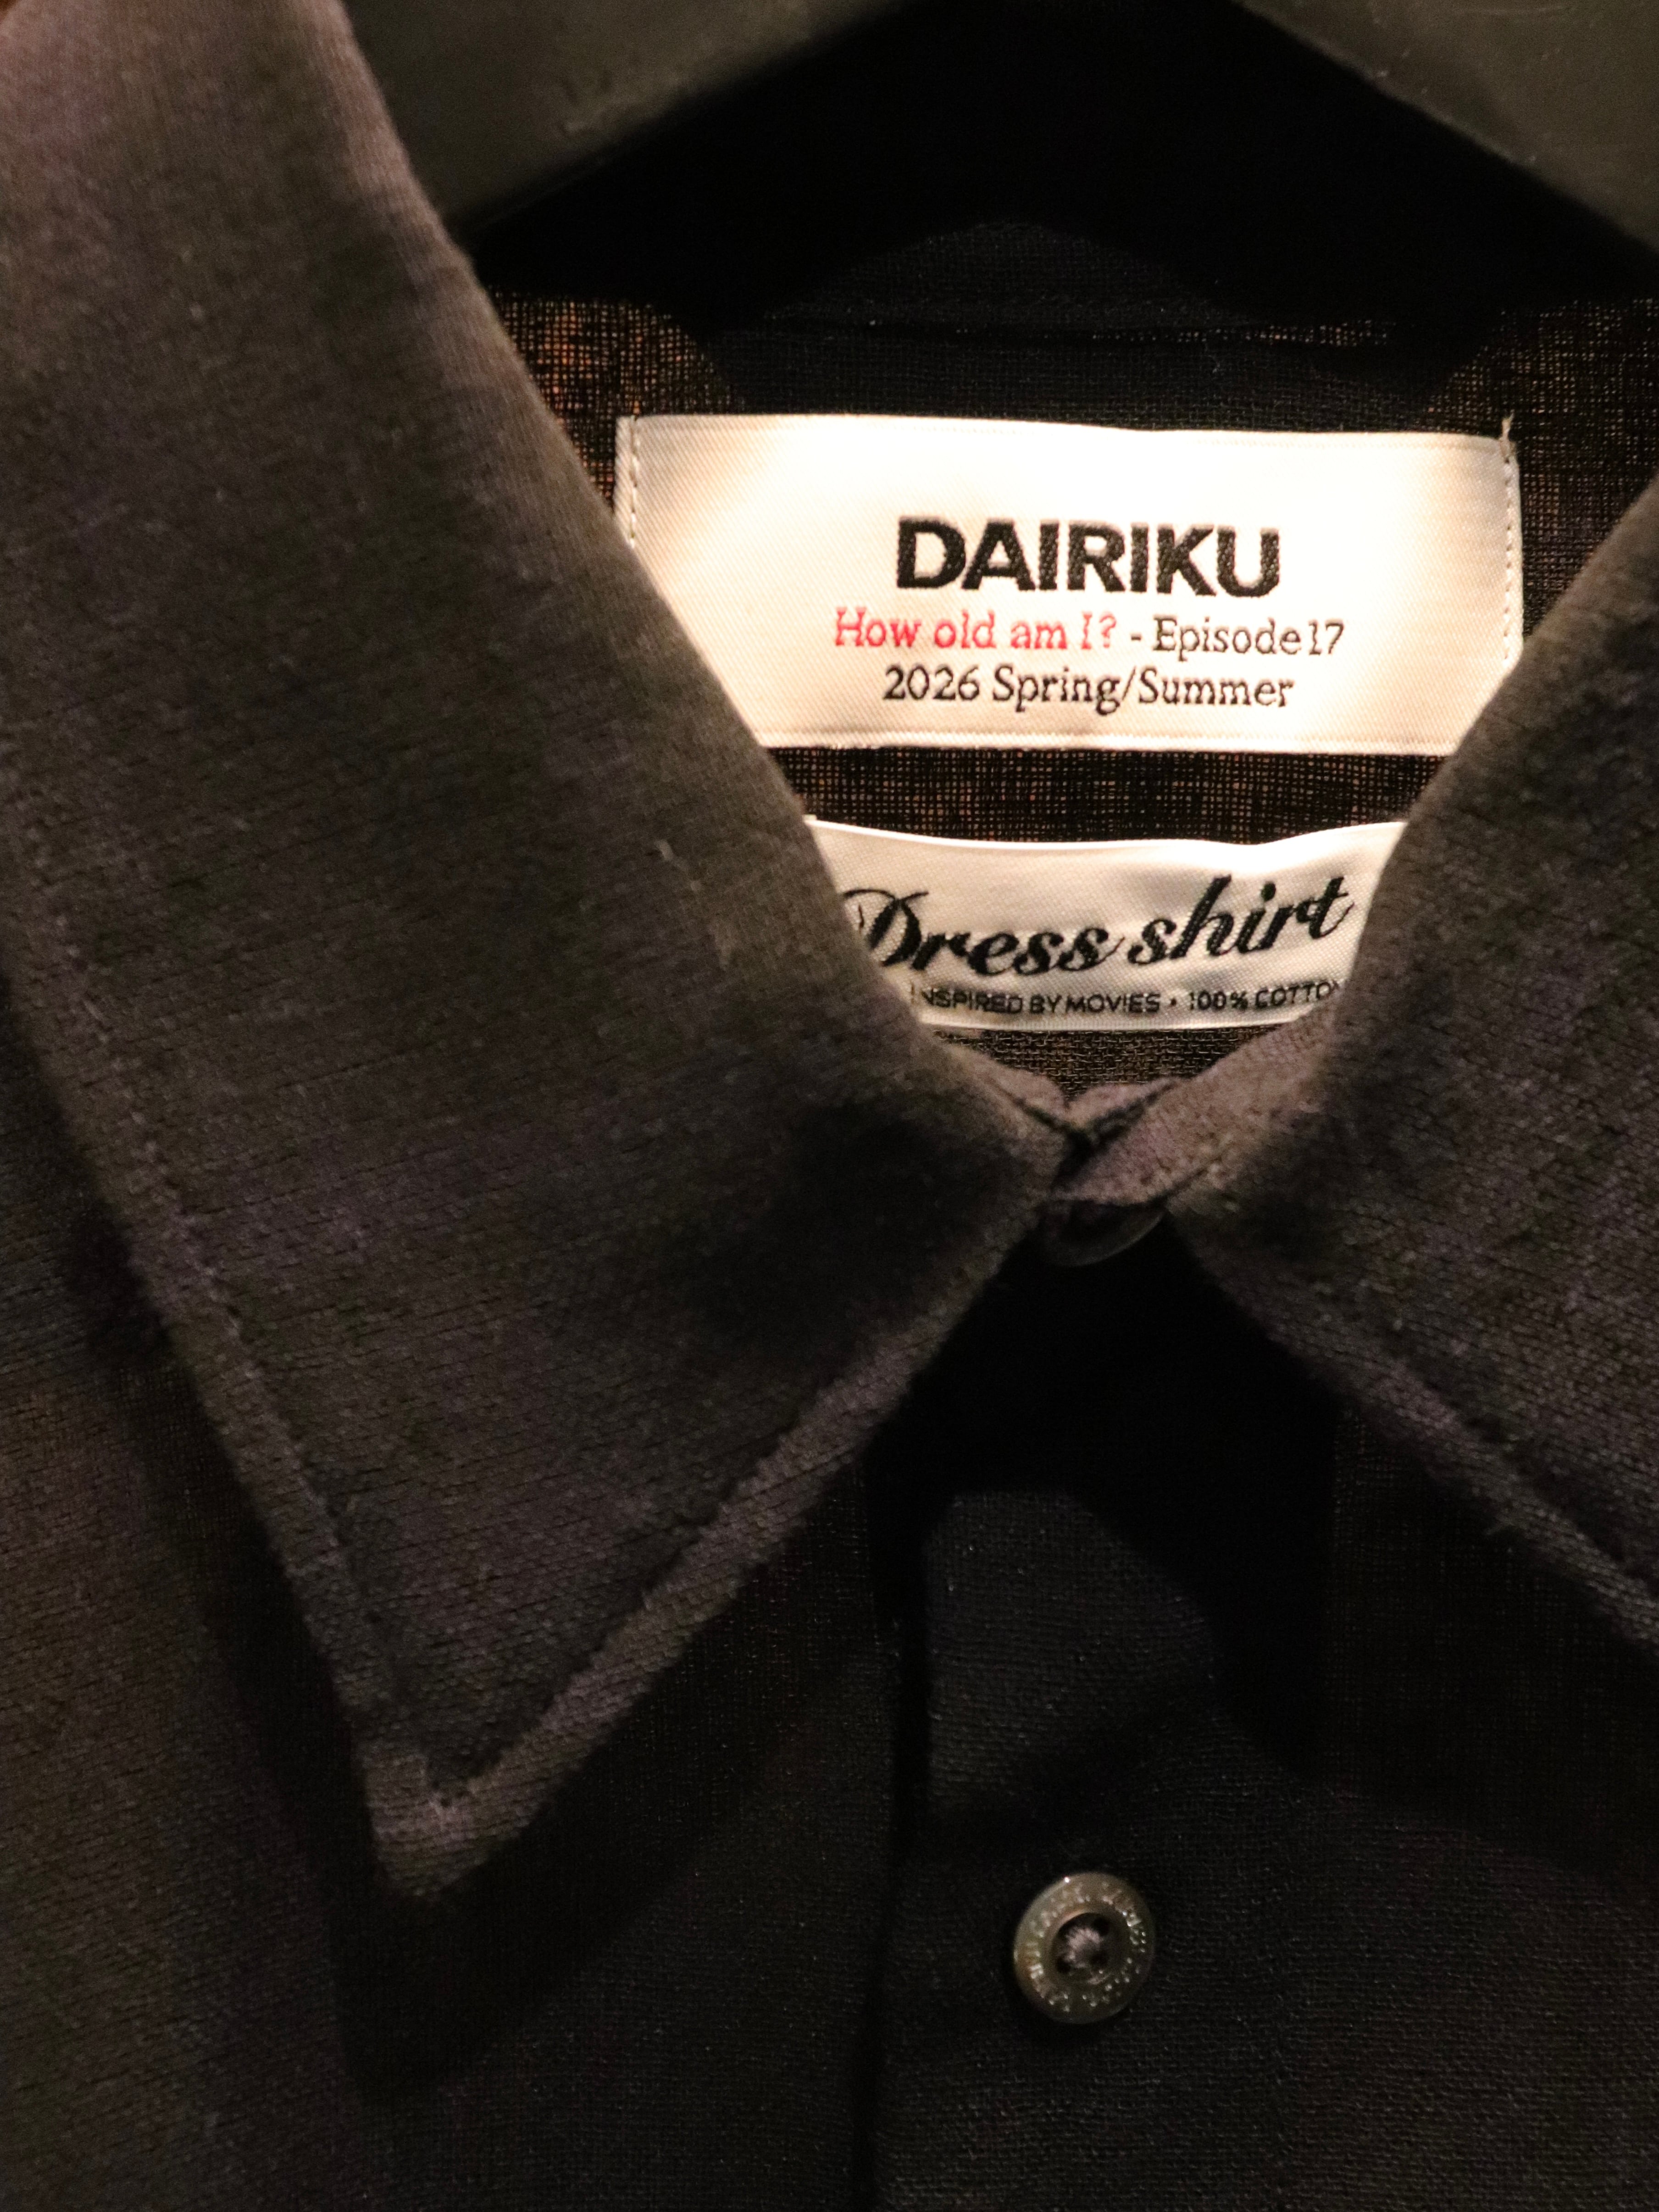 DAIRIKU
How old am I? - Episode 17
2026 Spring/Summer
Dress shirt
INSPIRED BY MOVIES • 100% COTTON